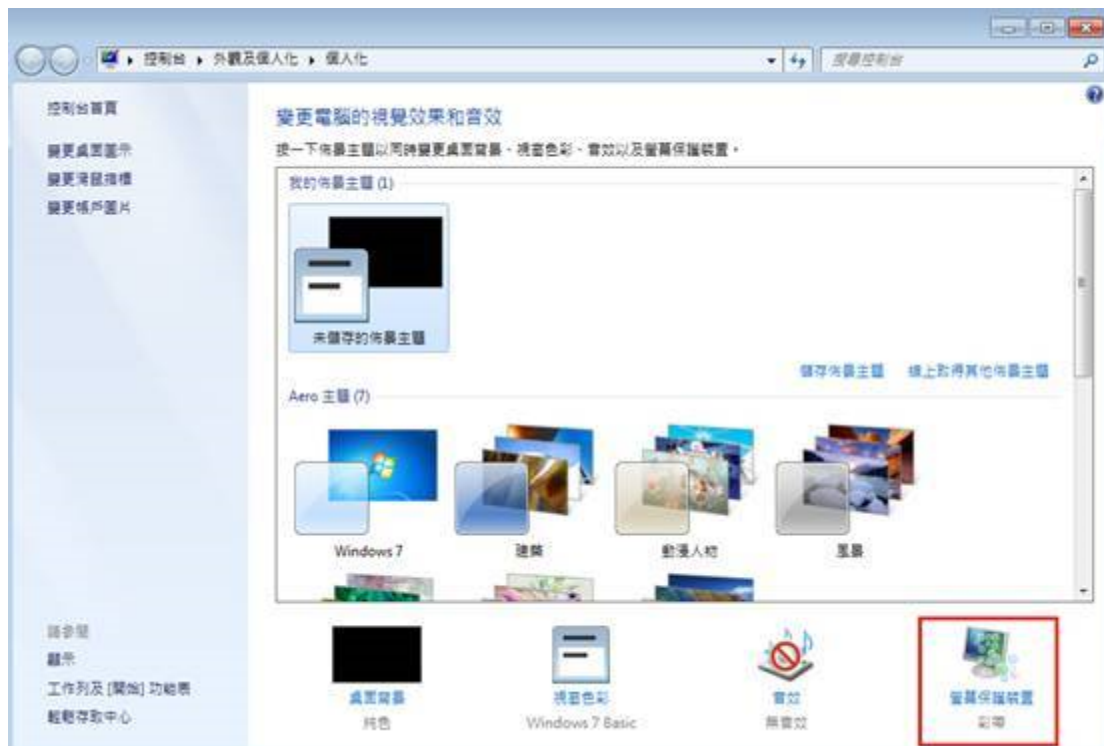 控制台 ▸ 外觀及個人化 ▸ 個人化
搜尋控制台
控制台首頁
變更桌面圖示
變更滑鼠指標
變更帳戶圖片
變更電腦的視覺效果和音效
按一下佈景主題以同時變更桌面背景、視窗色彩、音效以及螢幕保護裝置。
我的佈景主題 (1)
未儲存的佈景主題
儲存佈景主題 線上取得其他佈景主題
Aero 主題 (7)
Windows 7 建築 動漫人物 風景
請參閱
顯示
工作列及 [開始] 功能表
輕鬆存取中心
桌面背景 視窗色彩 音效 螢幕保護裝置
純色 Windows 7 Basic 無音效 彩帶